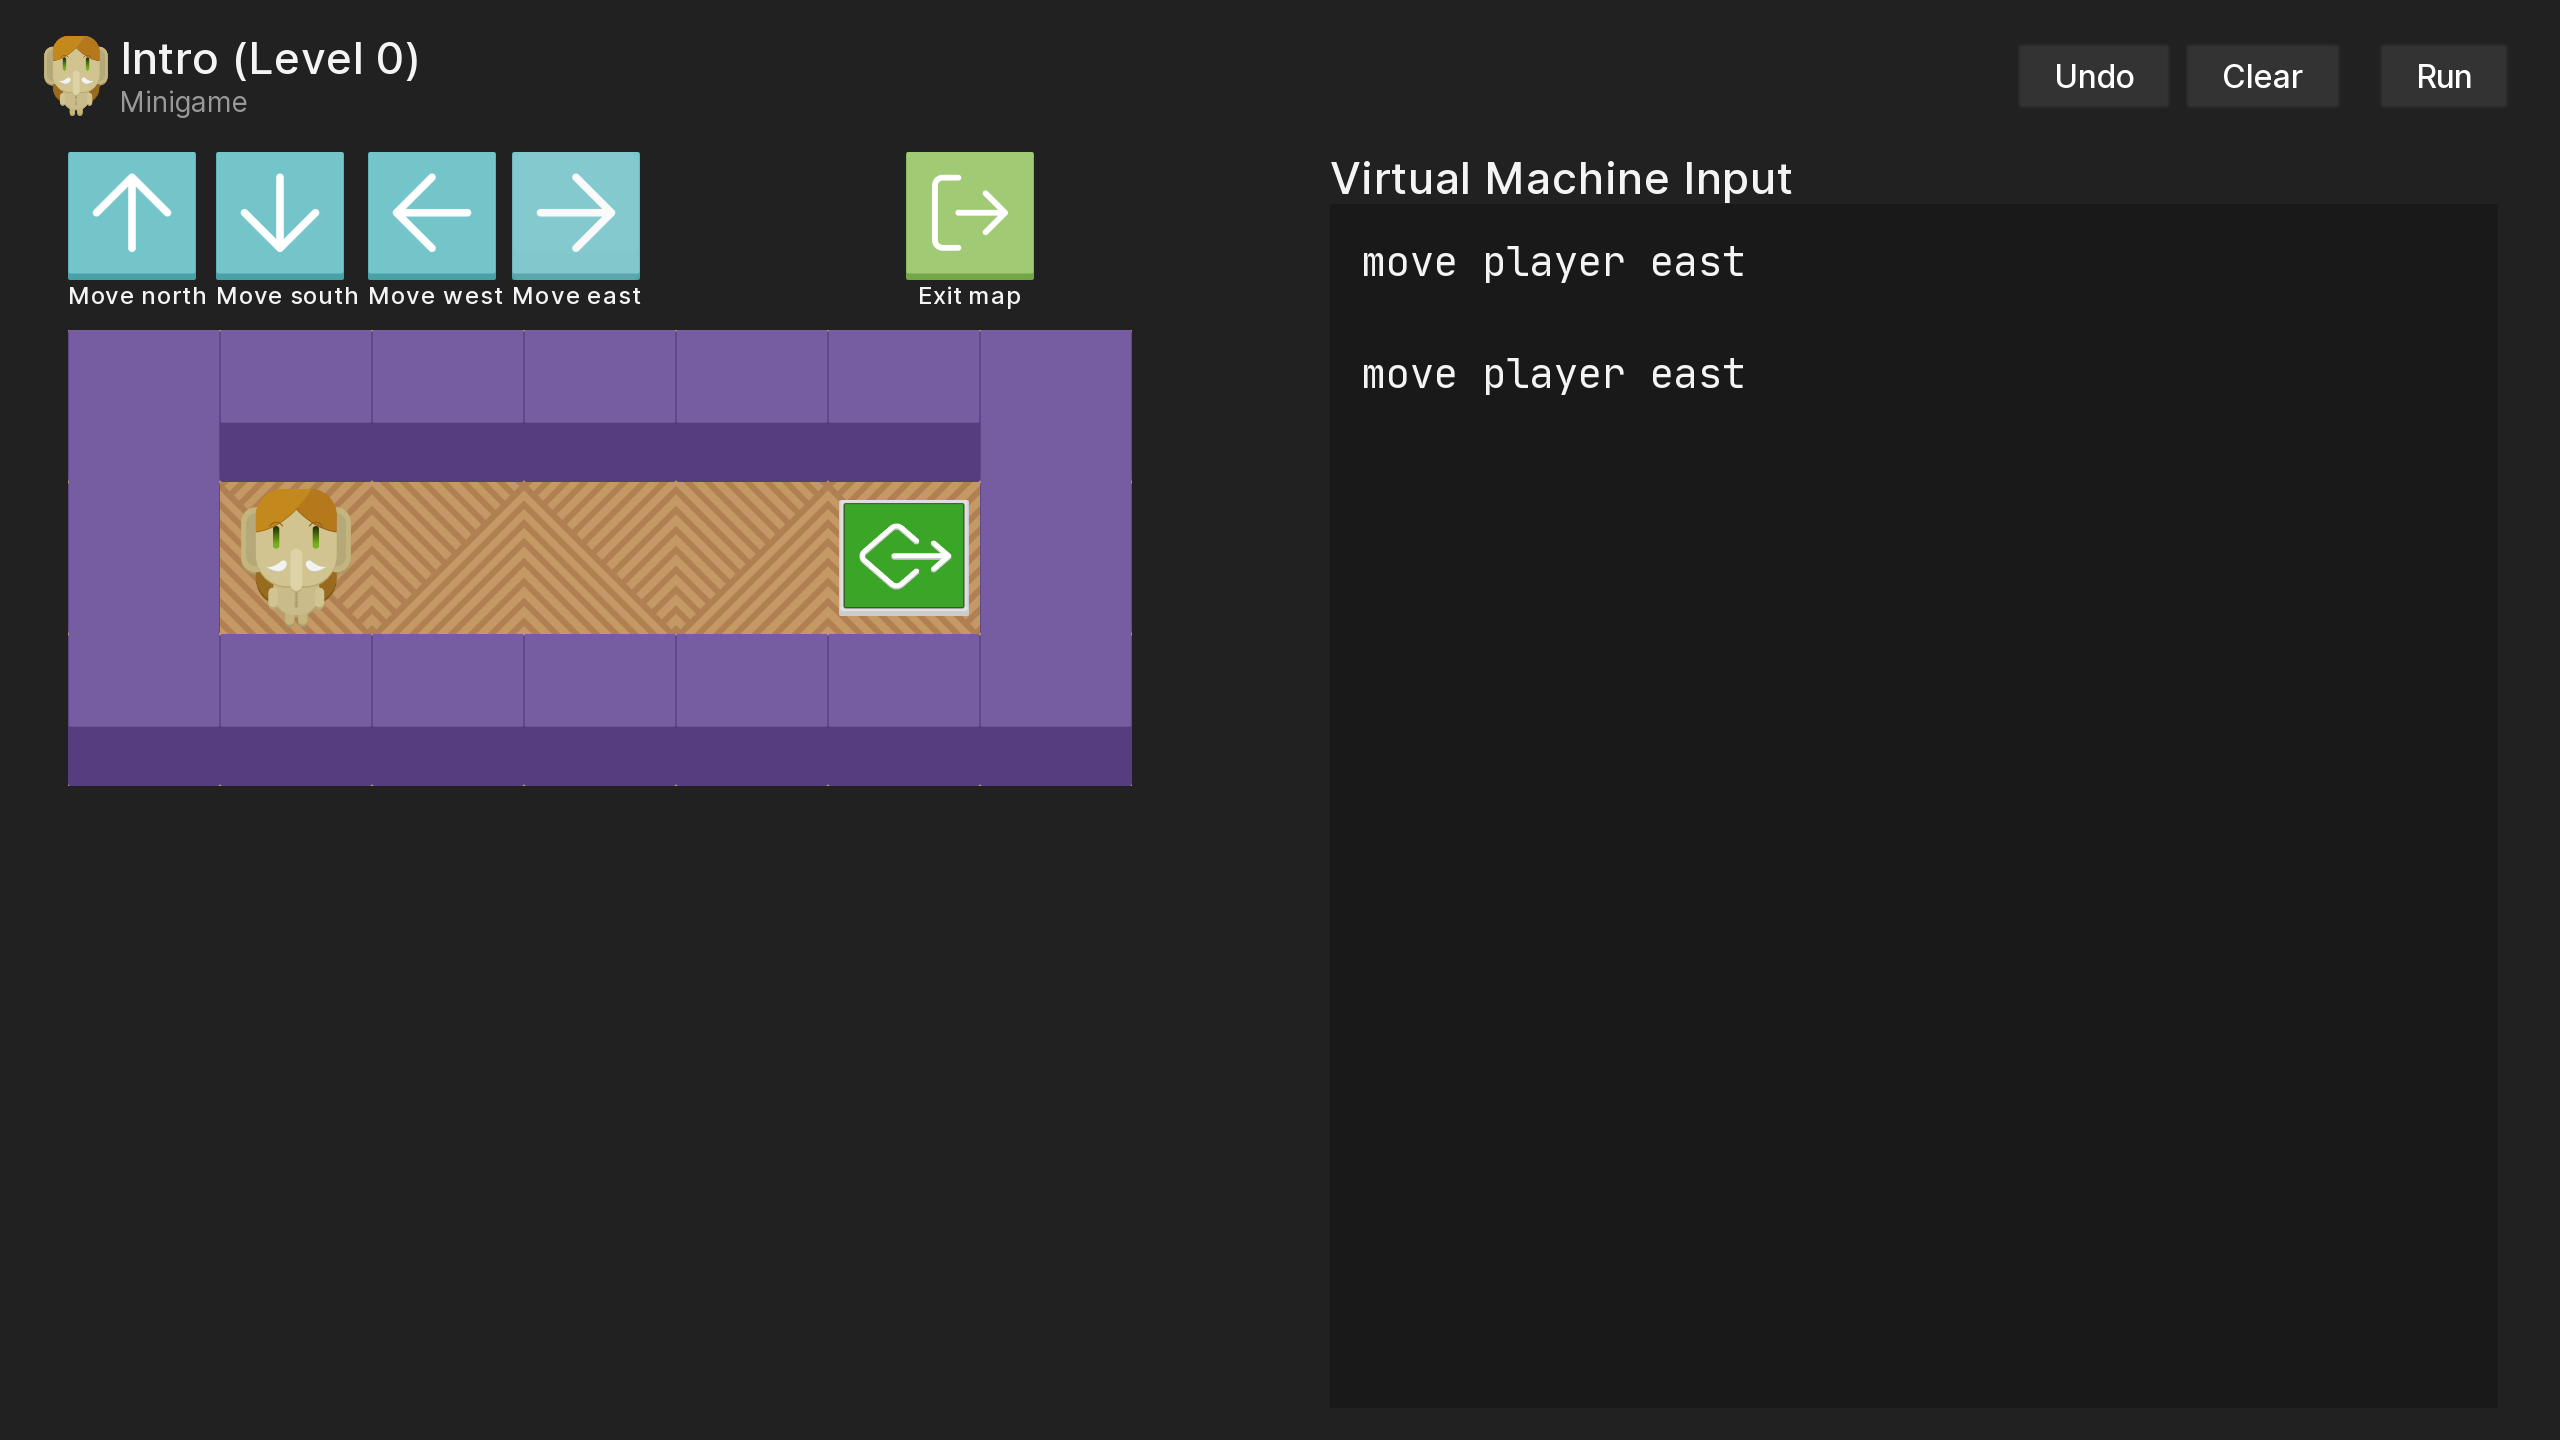 Intro (Level 0)
Minigame
Undo
Clear
Run
Move north
Move south
Move west
Move east
Exit map
Virtual Machine Input
move player east
move player east